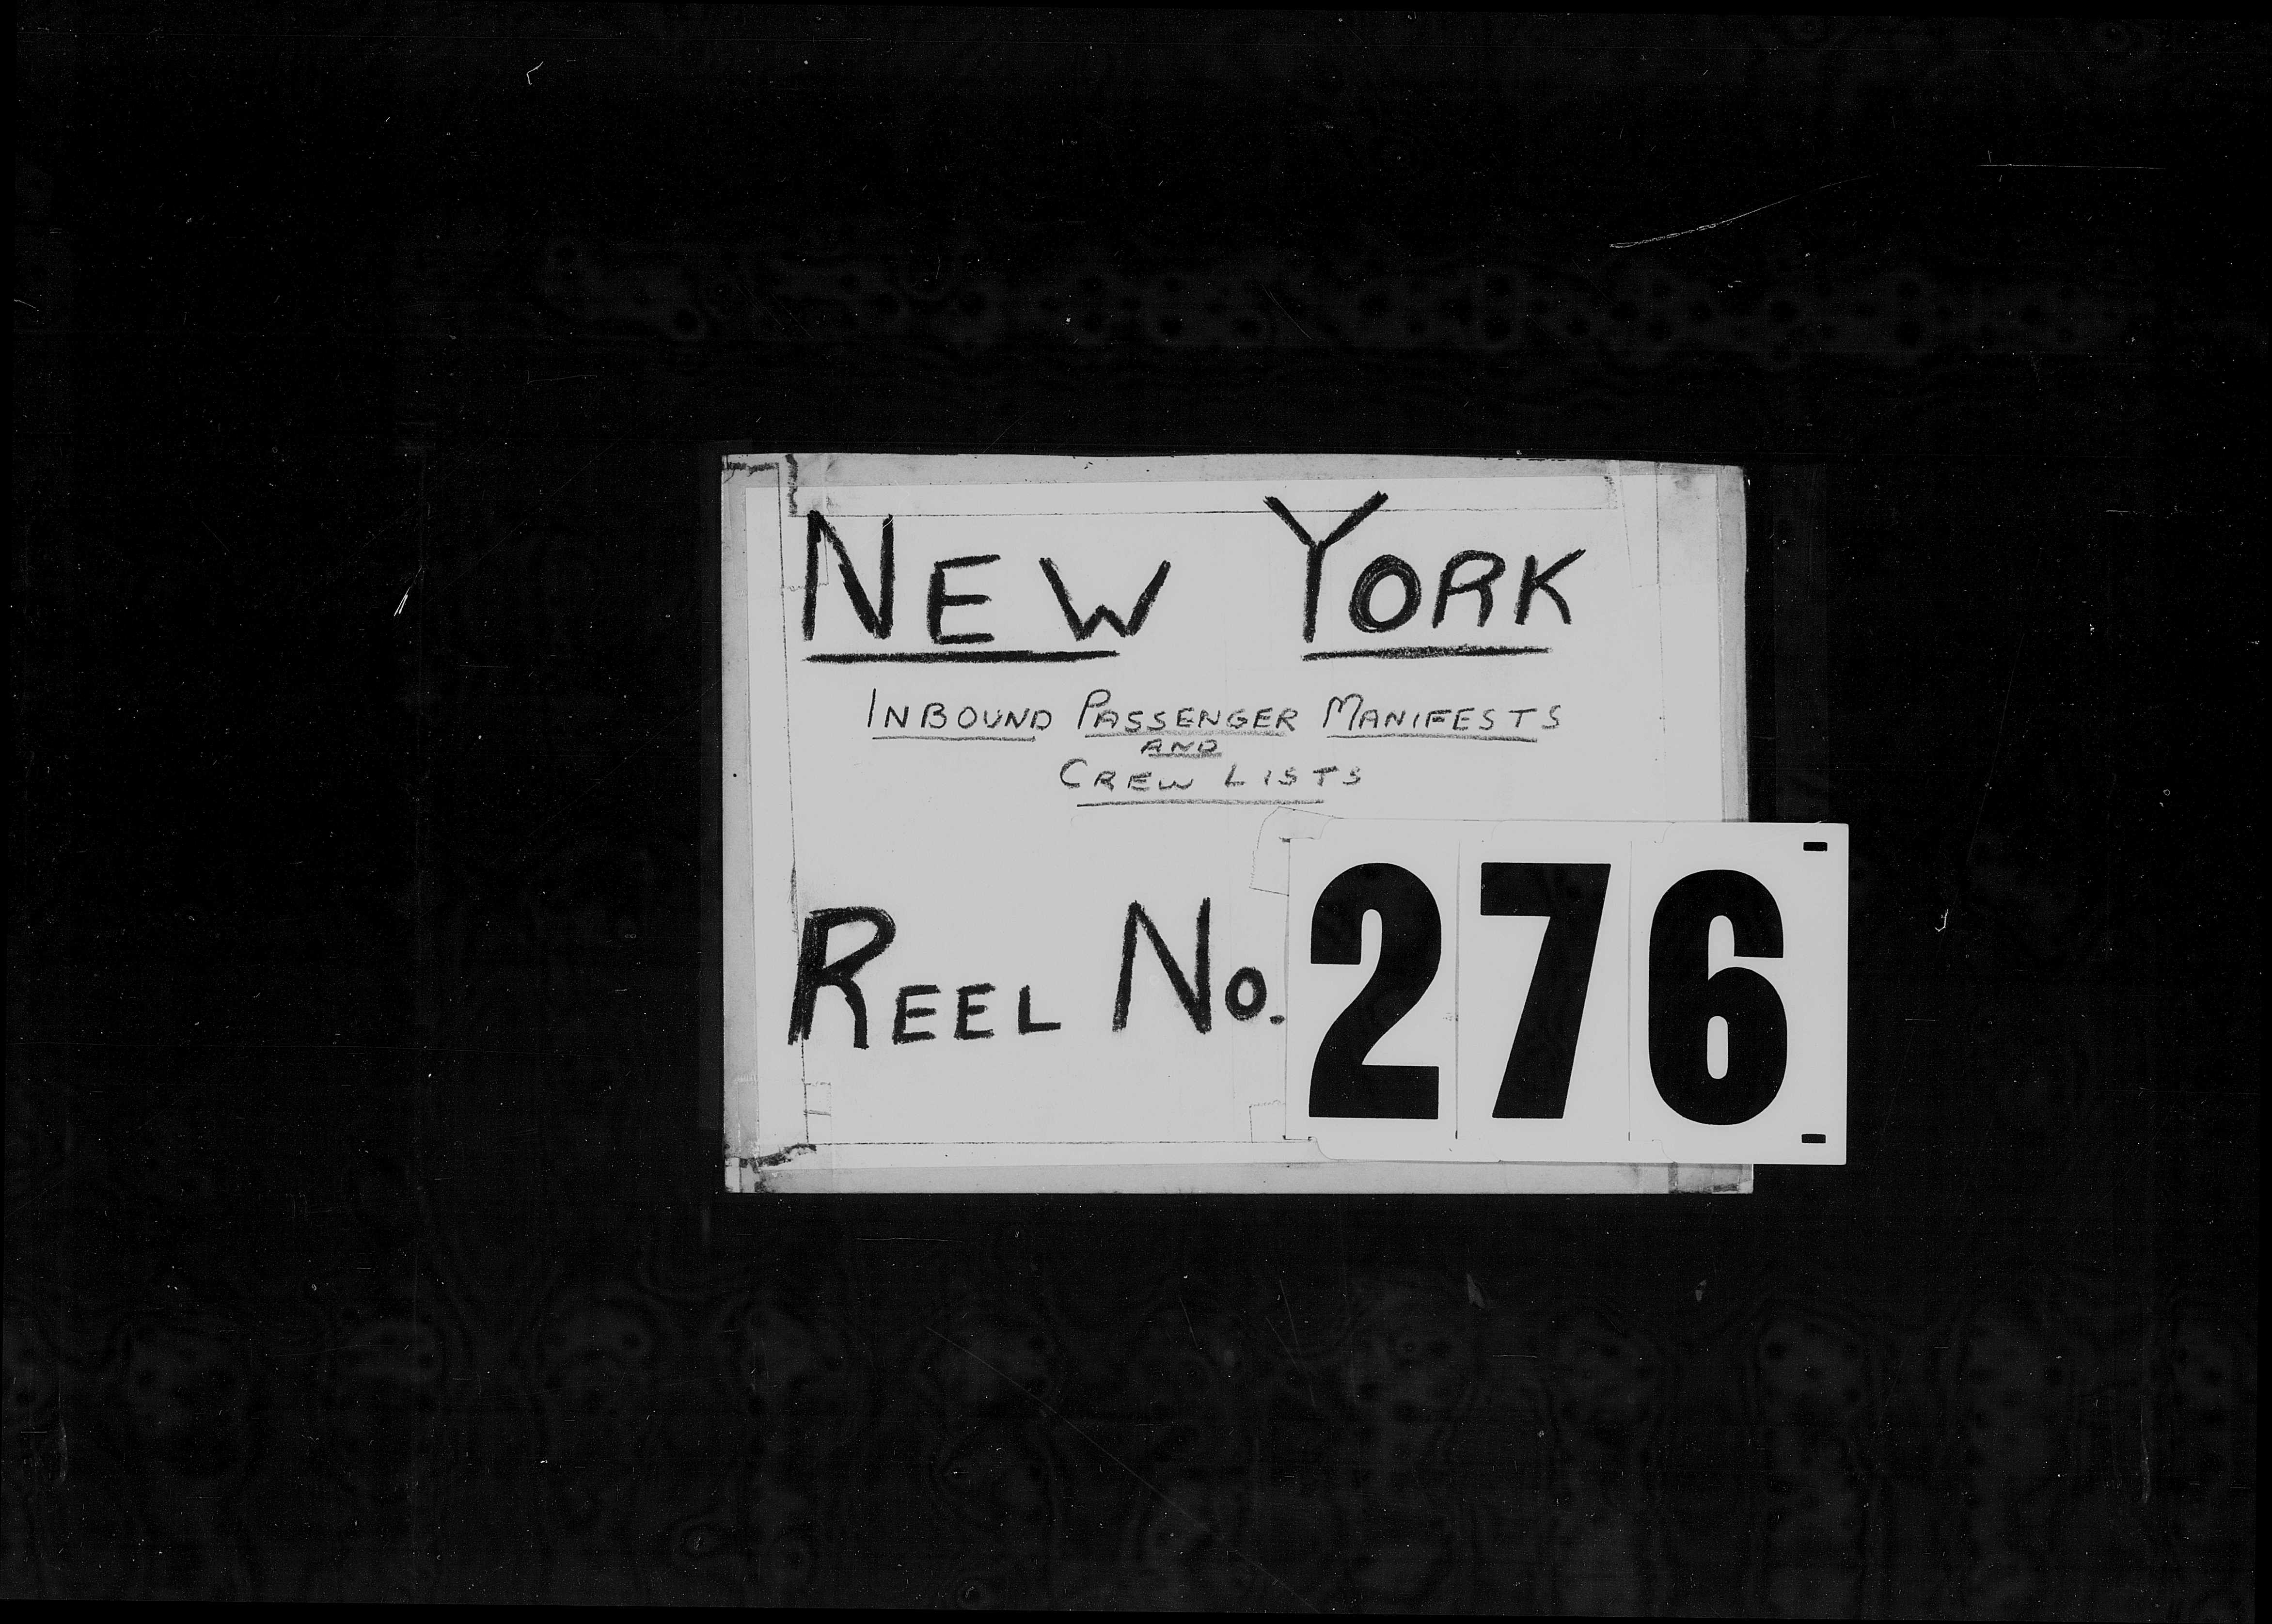 NEW YORK
INBOUND PASSENGER MANIFESTS
AND
CREW LISTS
REEL NO. 276